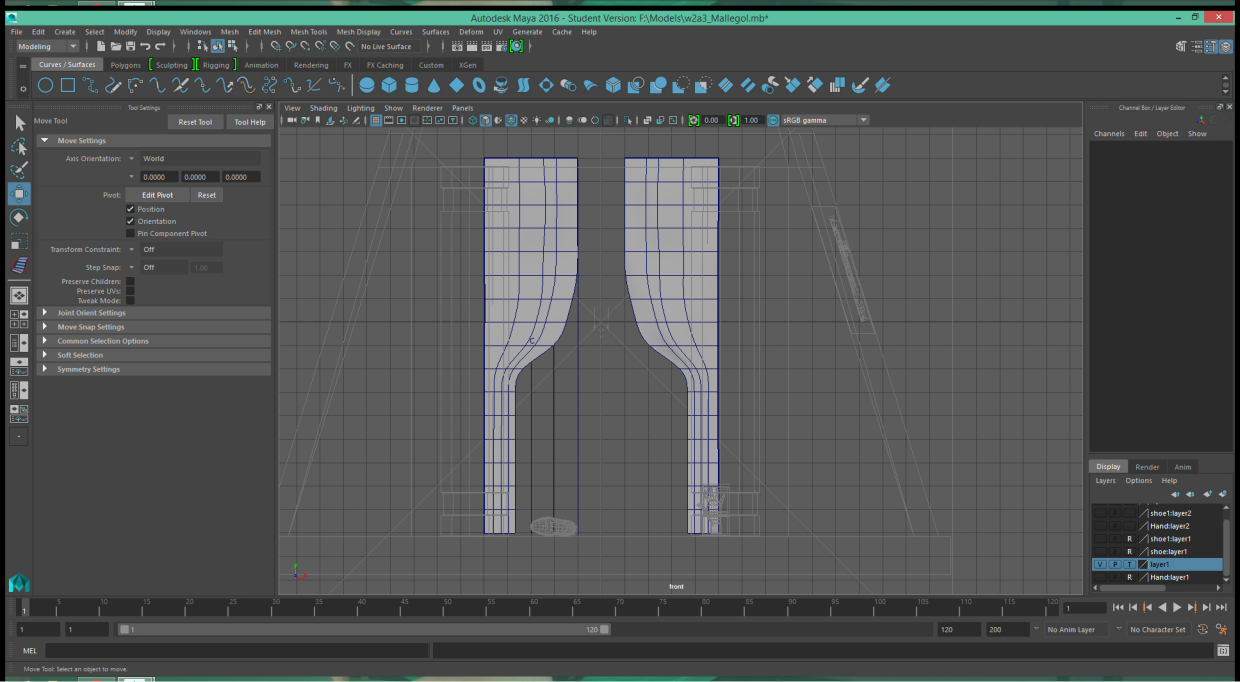 Autodesk Maya 2016 - Student Version: F:\Models\w2a3_Mallegol.mb*
File Edit Create Select Modify Display Windows Mesh Edit Mesh Mesh Tools Mesh Display Curves Surfaces Deform UV Generate Cache Help
Modeling No Live Surface
Curves / Surfaces Polygons Sculpting Rigging Animation Rendering FX FX Caching Custom XGen
Tool Settings
Move Tool Reset Tool Tool Help
Move Settings
Axis Orientation: World
0.0000 0.0000 0.0000
Pivot: Edit Pivot Reset
Position
Orientation
Pin Component Pivot
Transform Constraint: Off
Step Snap: Off 1.00
Preserve Children:
Preserve UVs:
Tweak Mode:
Joint Orient Settings
Move Snap Settings
Common Selection Options
Soft Selection
Symmetry Settings
View Shading Lighting Show Renderer Panels
0.00 1.00 sRGB gamma
C
front
Channel Box / Layer Editor
Channels Edit Object Show
Display Render Anim
Layers Options Help
shoe1:layer2
Hand:layer2
R shoe1:layer1
R shoe:layer1
V P T layer1
R Hand:layer1
1 5 10 15 20 25 30 35 40 45 50 55 60 65 70 75 80 85 90 95 100 105 110 115 120 1
1 1 1 120 120 200 No Anim Layer No Character Set
MEL
Move Tool: Select an object to move.